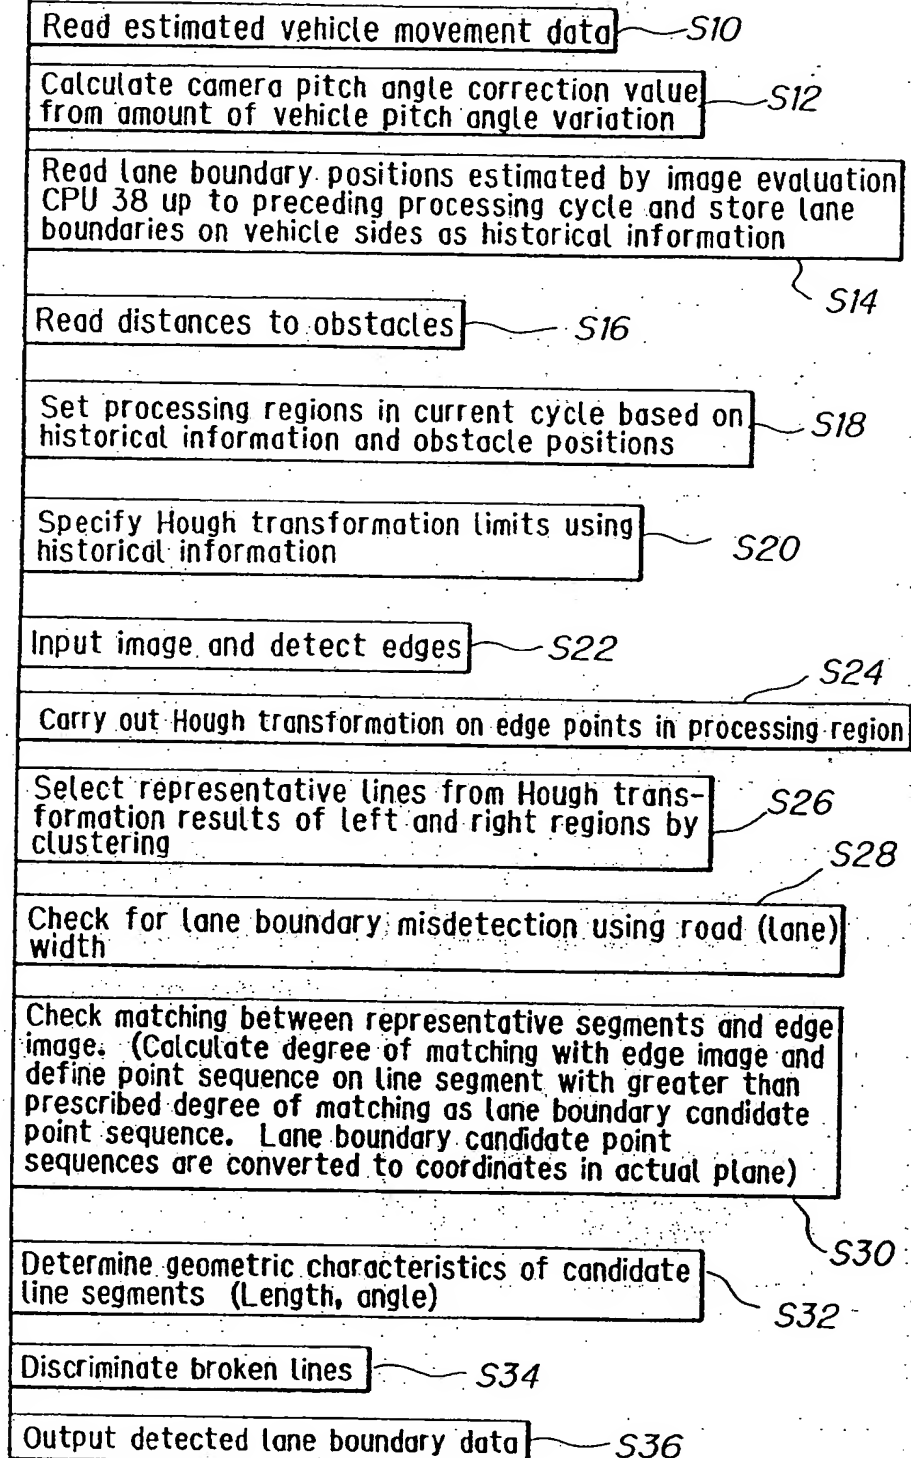 Read estimated vehicle movement data S10
Calculate camera pitch angle correction value S12
from amount of vehicle pitch angle variation
Read lane boundary positions estimated by image evaluation
CPU 38 up to preceding processing cycle and store lane
boundaries on vehicle sides as historical information
S14
Read distances to obstacles S16
Set processing regions in current cycle based on S18
historical information and obstacle positions
Specify Hough transformation limits using
historical information S20
Input image and detect edges S22
S24
Carry out Hough transformation on edge points in processing region
Select representative lines from Hough trans- S26
formation results of left and right regions by
clustering
S28
Check for lane boundary misdetection using road (lane)
width
Check matching between representative segments and edge
image. (Calculate degree of matching with edge image and
define point sequence on line segment with greater than
prescribed degree of matching as lane boundary candidate
point sequence. Lane boundary candidate point
sequences are converted to coordinates in actual plane)
S30
Determine geometric characteristics of candidate
line segments (Length, angle) S32
Discriminate broken lines S34
Output detected lane boundary data S36